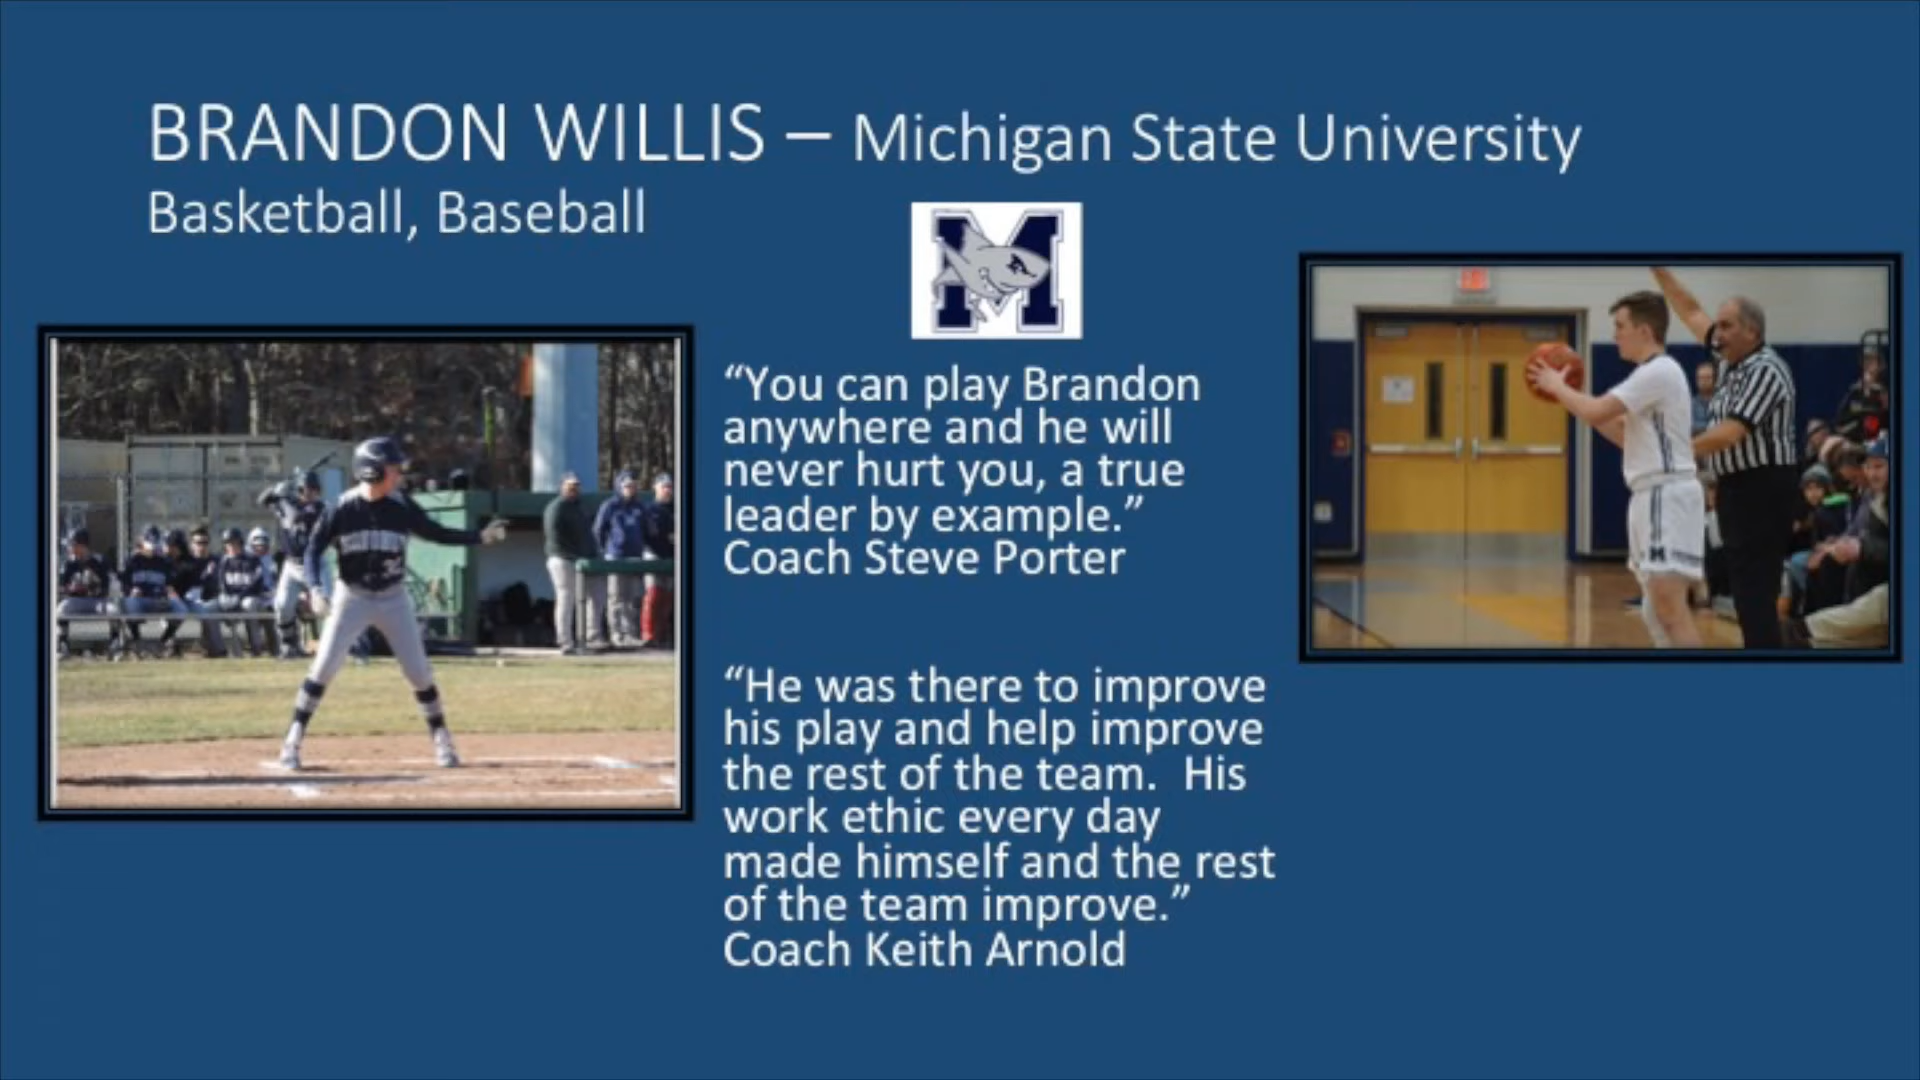 BRANDON WILLIS – Michigan State University
Basketball, Baseball
M
“You can play Brandon
anywhere and he will
never hurt you, a true
leader by example.”
Coach Steve Porter
“He was there to improve
his play and help improve
the rest of the team.  His
work ethic every day
made himself and the rest
of the team improve.”
Coach Keith Arnold